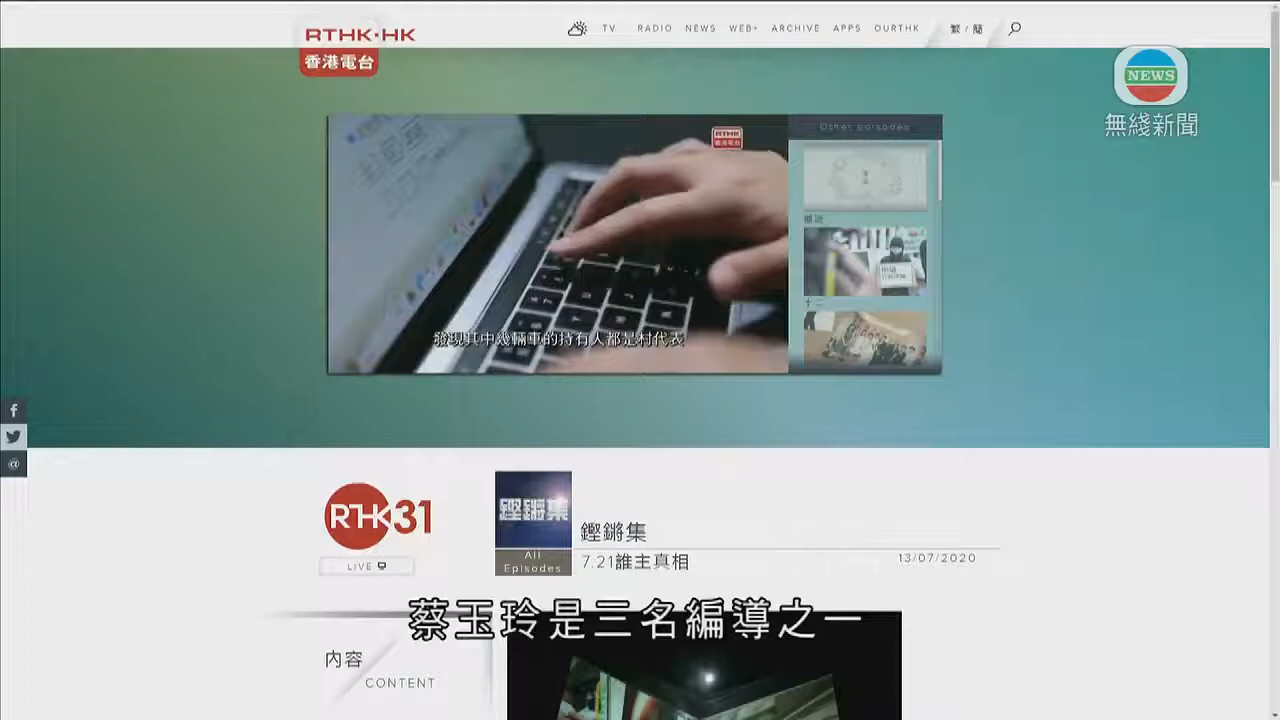 RTHK·HK
香港電台
TV RADIO NEWS WEB+ ARCHIVE APPS OURTHK 繁 / 簡
NEWS
無綫新聞
RTHK
香港電台
Other episodes
發現其中幾輛車的持有人都是村代表
f
@
RTHK31
LIVE
鏗鏘集
All
Episodes
鏗鏘集
7.21誰主真相
13/07/2020
蔡玉玲是三名編導之一
內容
CONTENT